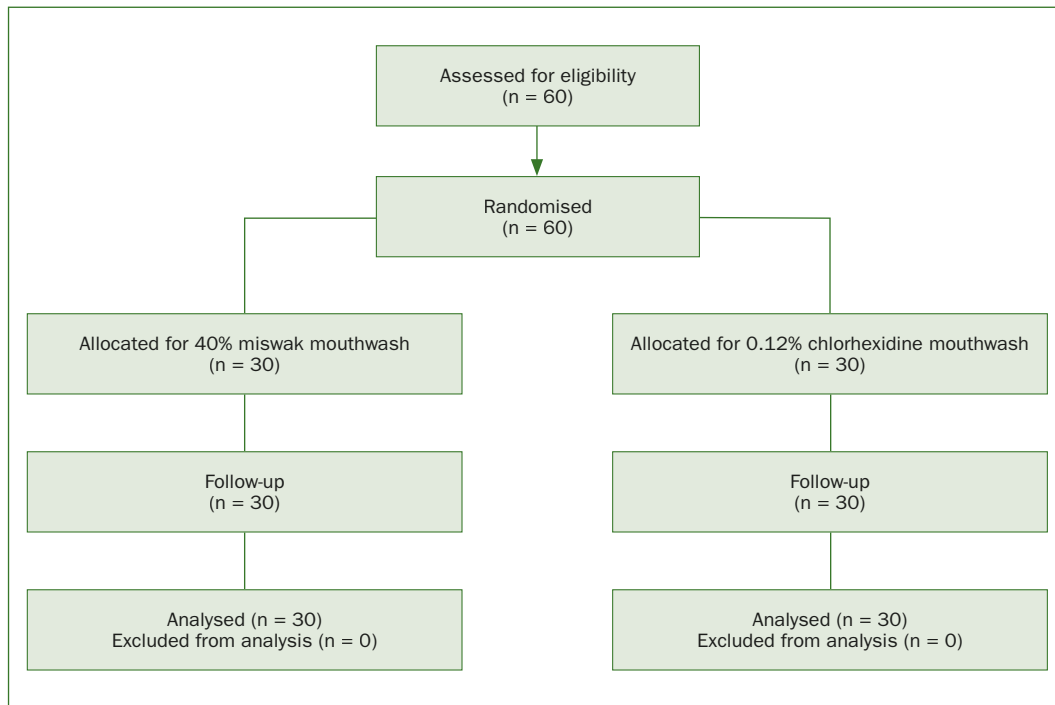 Assessed for eligibility
(n = 60)
Randomised
(n = 60)
Allocated for 40% miswak mouthwash
(n = 30)
Allocated for 0.12% chlorhexidine mouthwash
(n = 30)
Follow-up
(n = 30)
Follow-up
(n = 30)
Analysed (n = 30)
Excluded from analysis (n = 0)
Analysed (n = 30)
Excluded from analysis (n = 0)